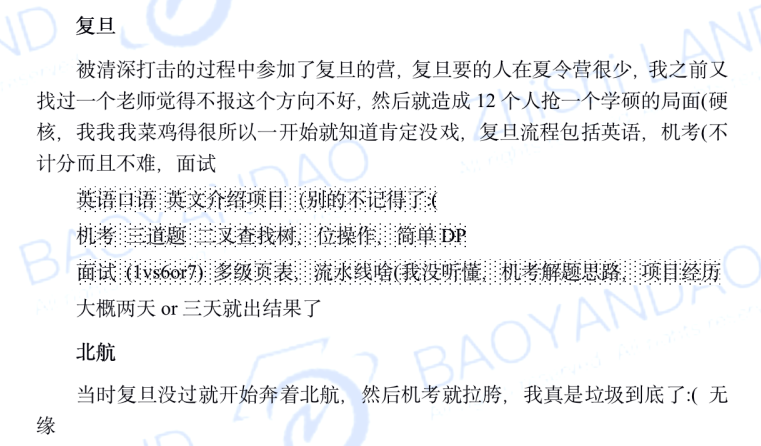 复旦
被清深打击的过程中参加了复旦的营，复旦要的人在夏令营很少，我之前又
找过一个老师觉得不报这个方向不好，然后就造成 12 个人抢一个学硕的局面(硬
核，我我我菜鸡得很所以一开始就知道肯定没戏，复旦流程包括英语，机考(不
计分而且不难，面试
英语口语 英文介绍项目（别的不记得了:(
机考 三道题 二叉查找树，位操作，简单 DP
面试 (1vs6or7) 多级页表，流水线啥(我没听懂，机考解题思路，项目经历
大概两天 or 三天就出结果了
北航
当时复旦没过就开始奔着北航，然后机考就拉胯，我真是垃圾到底了:( 无
缘
BAOYANDAO
ZHISHI LAND
BAOYANDAO